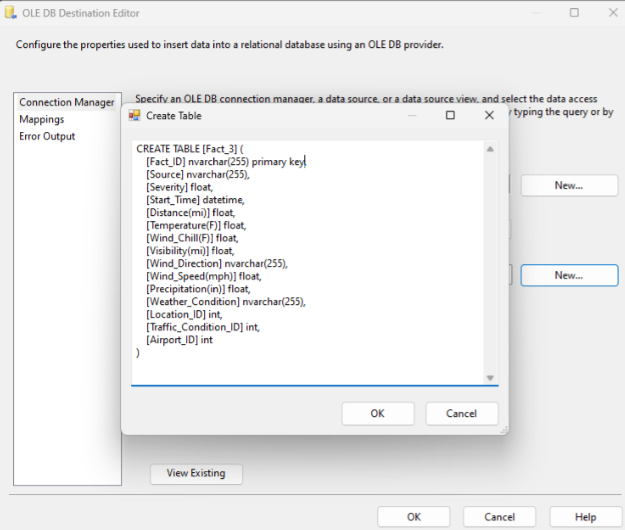 OLE DB Destination Editor
Configure the properties used to insert data into a relational database using an OLE DB provider.
Connection Manager
Mappings
Error Output
Specify an OLE DB connection manager, a data source, or a data source view, and select the data access
typing the query or by
Create Table
CREATE TABLE [Fact_3] (
[Fact_ID] nvarchar(255) primary key,
[Source] nvarchar(255),
[Severity] float,
[Start_Time] datetime,
[Distance(mi)] float,
[Temperature(F)] float,
[Wind_Chill(F)] float,
[Visibility(mi)] float,
[Wind_Direction] nvarchar(255),
[Wind_Speed(mph)] float,
[Precipitation(in)] float,
[Weather_Condition] nvarchar(255),
[Location_ID] int,
[Traffic_Condition_ID] int,
[Airport_ID] int
)
OK
Cancel
New...
New...
View Existing
OK
Cancel
Help